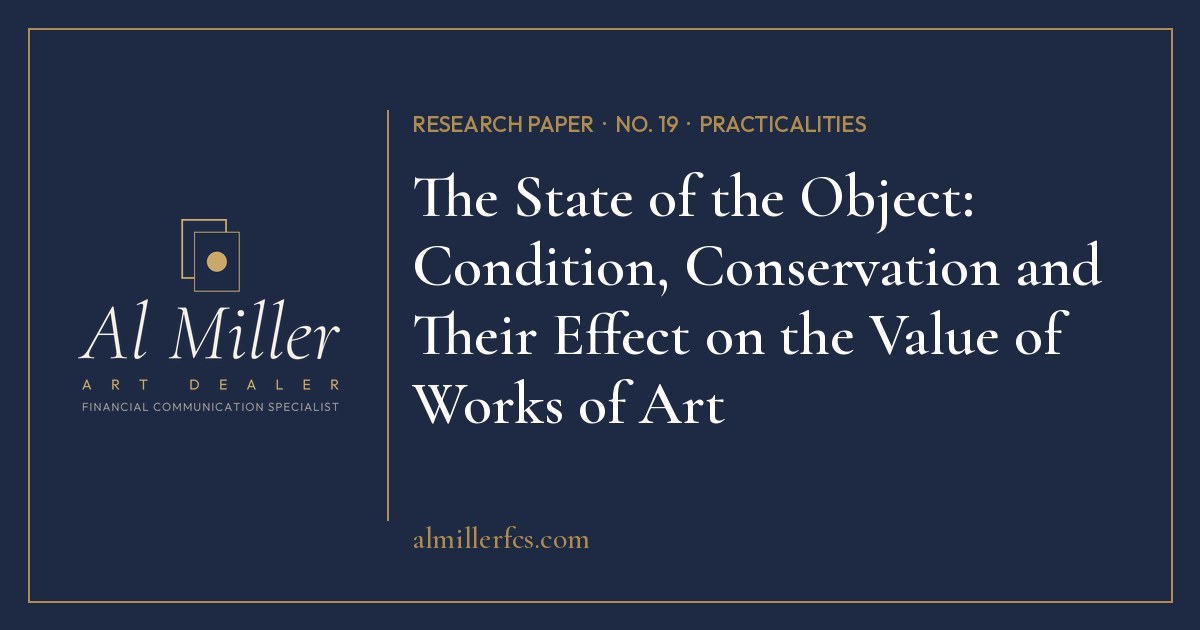 Al Miller
ART DEALER
FINANCIAL COMMUNICATION SPECIALIST
RESEARCH PAPER · NO. 19 · PRACTICALITIES
The State of the Object:
Condition, Conservation and
Their Effect on the Value of
Works of Art
almillerfcs.com